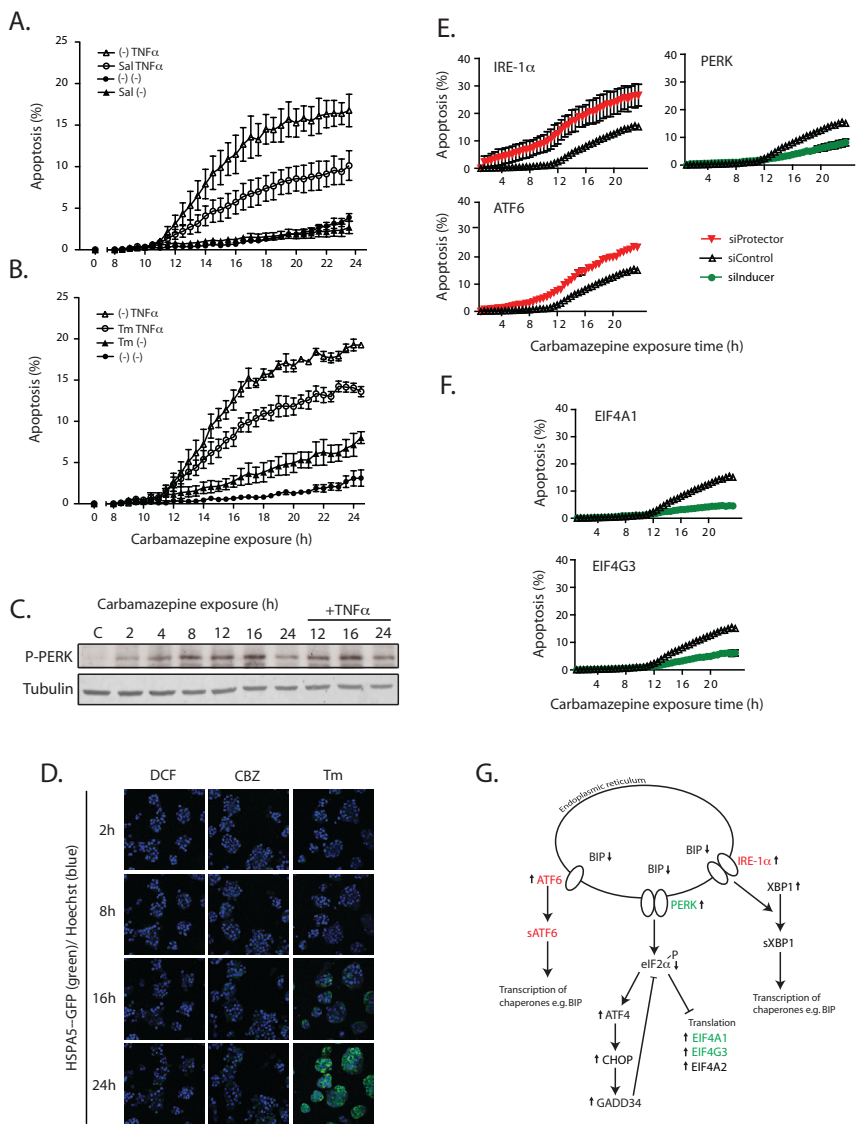 A.
(-) TNFα
Sal TNFα
(-) (-)
Sal (-)
Apoptosis (%)
20
15
10
5
0
0 8 10 12 14 16 18 20 22 24
B.
(-) TNFα
Tm TNFα
Tm (-)
(-) (-)
Apoptosis (%)
25
20
15
10
5
0
0 8 10 12 14 16 18 20 22 24
Carbamazepine exposure (h)
C.
Carbamazepine exposure (h)
+TNFα
C 2 4 8 12 16 24 12 16 24
P-PERK
Tubulin
D.
DCF CBZ Tm
HSPA5-GFP (green)/ Hoechst (blue)
2h
8h
16h
24h
E.
IRE-1α
Apoptosis (%)
40
30
20
10
0
4 8 12 16 20
PERK
Apoptosis (%)
40
30
20
10
0
4 8 12 16 20
ATF6
Apoptosis (%)
40
30
20
10
0
4 8 12 16 20
siProtector
siControl
siInducer
Carbamazepine exposure time (h)
F.
EIF4A1
Apoptosis (%)
40
30
20
10
0
4 8 12 16 20
EIF4G3
Apoptosis (%)
40
30
20
10
0
4 8 12 16 20
Carbamazepine exposure time (h)
G.
Endoplasmic reticulum
BIP
BIP
BIP
IRE-1α
ATF6
PERK
XBP1
sATF6
sXBP1
eIF2α
P
Transcription of
chaperones e.g. BIP
Transcription of
chaperones e.g. BIP
ATF4
Translation
EIF4A1
EIF4G3
EIF4A2
CHOP
GADD34